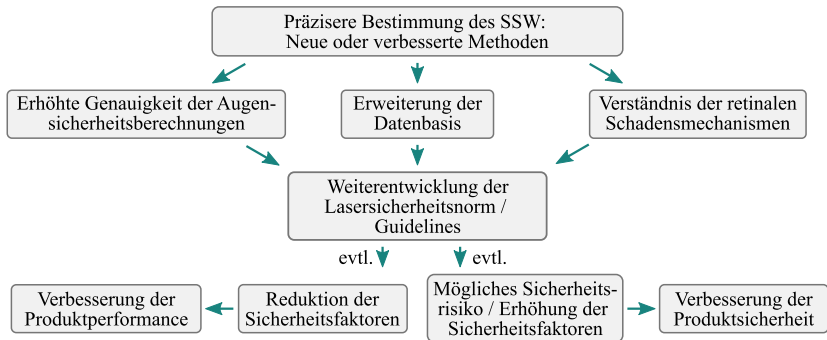 Präzisere Bestimmung des SSW:
Neue oder verbesserte Methoden
Erhöhte Genauigkeit der Augen-
sicherheitsberechnungen
Erweiterung der
Datenbasis
Verständnis der retinalen
Schadensmechanismen
Weiterentwicklung der
Lasersicherheitsnorm /
Guidelines
evtl.
evtl.
Verbesserung der
Produktperformance
Reduktion der
Sicherheitsfaktoren
Mögliches Sicherheits-
risiko / Erhöhung der
Sicherheitsfaktoren
Verbesserung der
Produktsicherheit